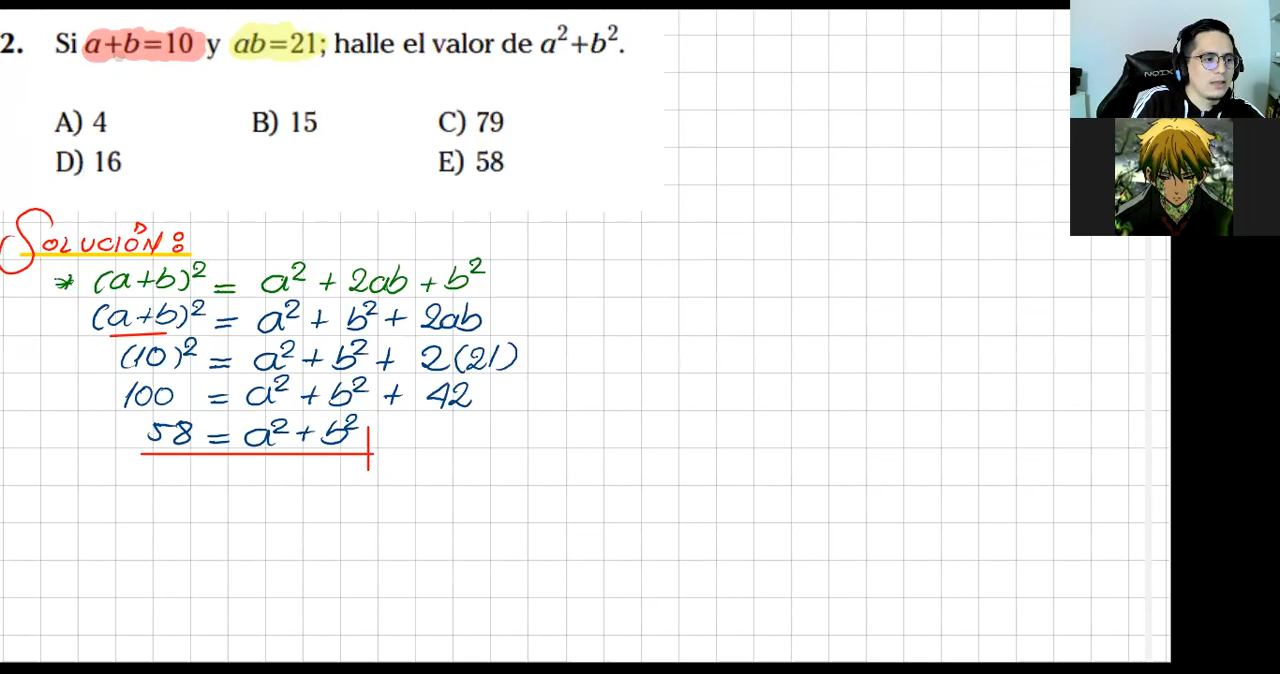 2. Si a+b=10 y ab=21; halle el valor de a²+b².
A) 4 B) 15 C) 79
D) 16 E) 58
SOLUCIÓN:
* (a+b)² = a² + 2ab + b²
(a+b)² = a² + b² + 2ab
(10)² = a² + b² + 2(21)
100 = a² + b² + 42
58 = a² + b²
NOIX